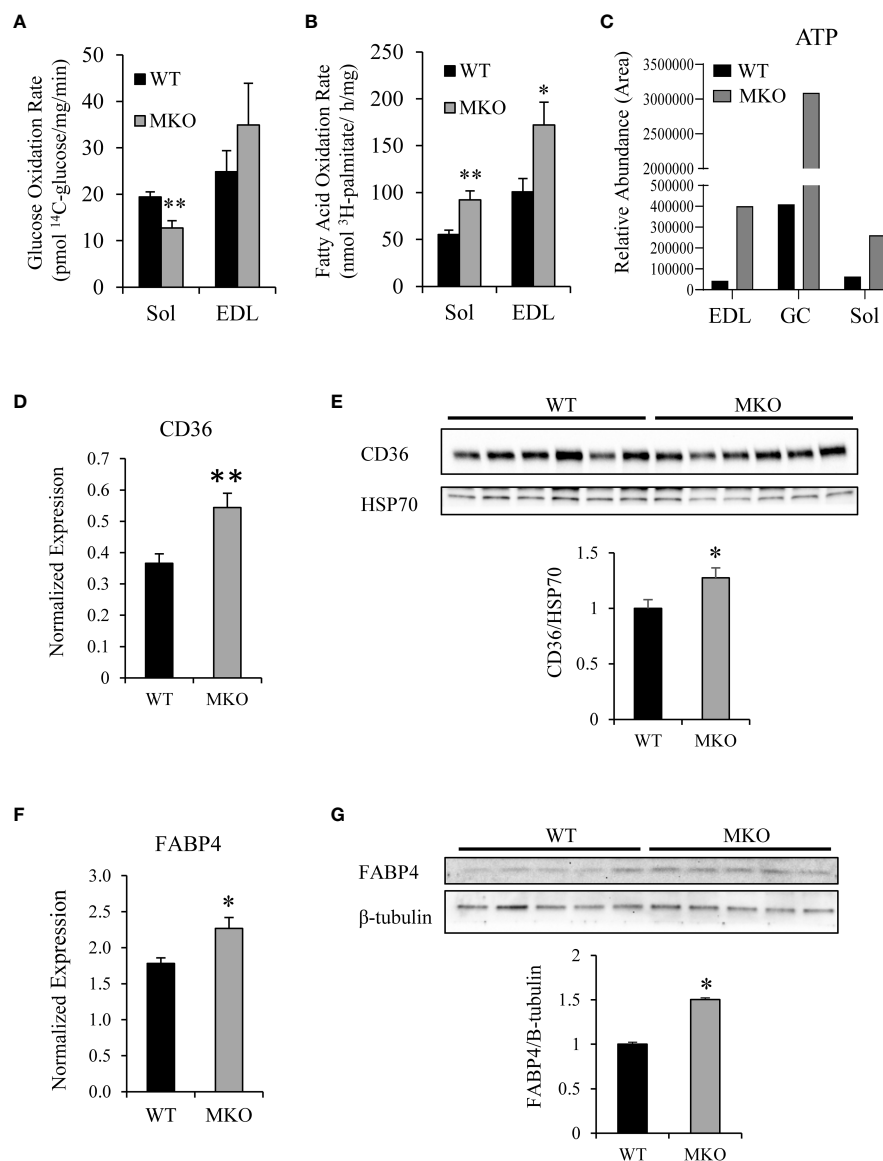 A
Glucose Oxidation Rate
(pmol ¹⁴C-glucose/mg/min)
50
40
30
20
10
0
WT
MKO
**
Sol
EDL
B
Fatty Acid Oxidation Rate
(nmol ³H-palmitate/ h/mg)
250
200
150
100
50
0
WT
MKO
**
*
Sol
EDL
C
ATP
Relative Abundance (Area)
WT
MKO
4000000
3500000
3000000
2500000
2000000
500000
400000
300000
200000
100000
0
EDL
GC
Sol
D
CD36
Normalized Expresison
0.7
0.6
0.5
0.4
0.3
0.2
0.1
0
**
WT
MKO
E
WT
MKO
CD36
HSP70
CD36/HSP70
1.5
1
0.5
0
*
WT
MKO
F
FABP4
Normalized Expression
3.0
2.5
2.0
1.5
1.0
0.5
0.0
*
WT
MKO
G
WT
MKO
FABP4
β-tubulin
FABP4/B-tubulin
2
1.5
1
0.5
0
*
WT
MKO